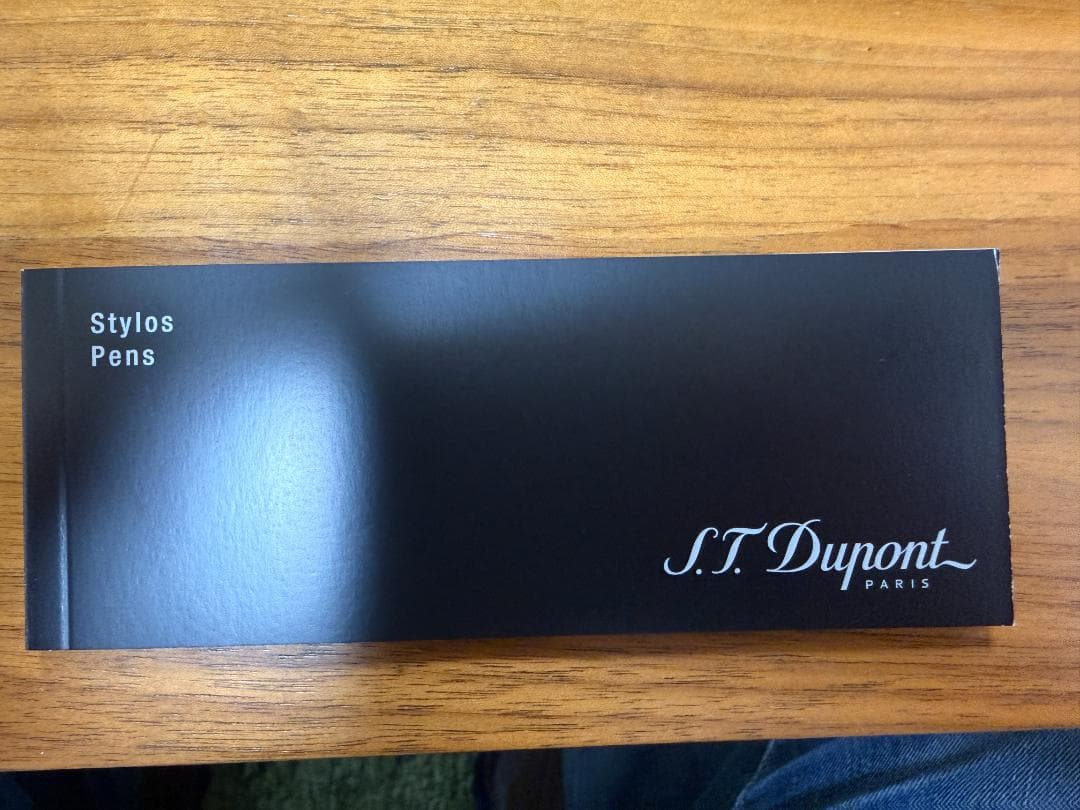 Stylos
Pens
S.T. Dupont
PARIS